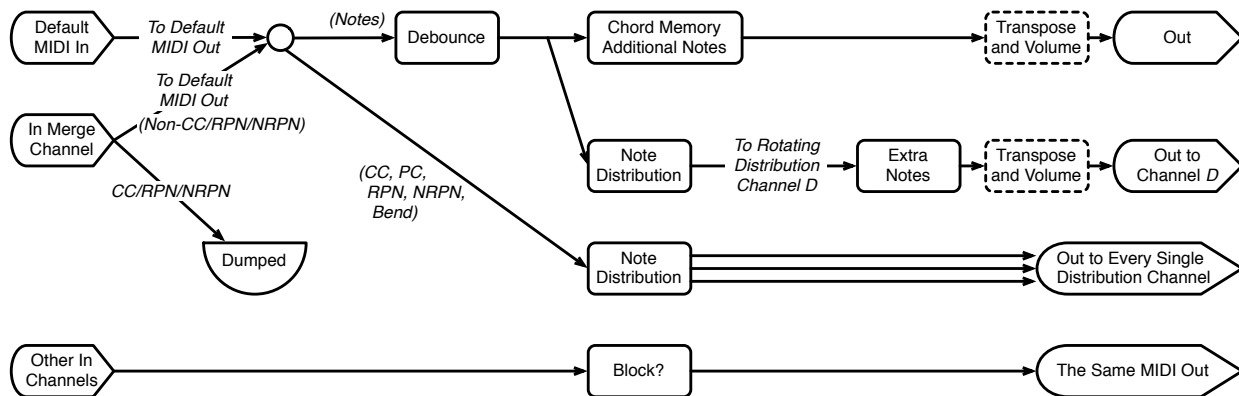 Default
MIDI In
To Default
MIDI Out
(Notes)
Debounce
Chord Memory
Additional Notes
Transpose
and Volume
Out
To Default
MIDI Out
(Non-CC/RPN/NRPN)
In Merge
Channel
CC/RPN/NRPN
Dumped
(CC, PC,
RPN, NRPN,
Bend)
Note
Distribution
To Rotating
Distribution
Channel D
Extra
Notes
Transpose
and Volume
Out to
Channel D
Note
Distribution
Out to Every Single
Distribution Channel
Other In
Channels
Block?
The Same MIDI Out